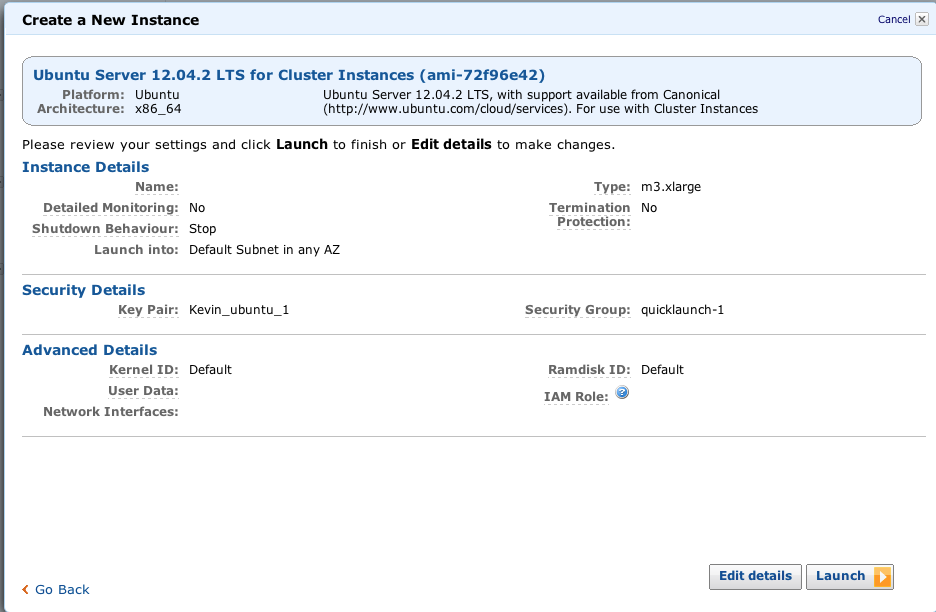 Create a New Instance Cancel
Ubuntu Server 12.04.2 LTS for Cluster Instances (ami-72f96e42)
Platform: Ubuntu Ubuntu Server 12.04.2 LTS, with support available from Canonical
Architecture: x86_64 (http://www.ubuntu.com/cloud/services). For use with Cluster Instances
Please review your settings and click Launch to finish or Edit details to make changes.
Instance Details
Name: Type: m3.xlarge
Detailed Monitoring: No Termination No
Protection:
Shutdown Behaviour: Stop
Launch into: Default Subnet in any AZ
Security Details
Key Pair: Kevin_ubuntu_1 Security Group: quicklaunch-1
Advanced Details
Kernel ID: Default Ramdisk ID: Default
User Data: IAM Role: ?
Network Interfaces:
Edit details Launch
Go Back